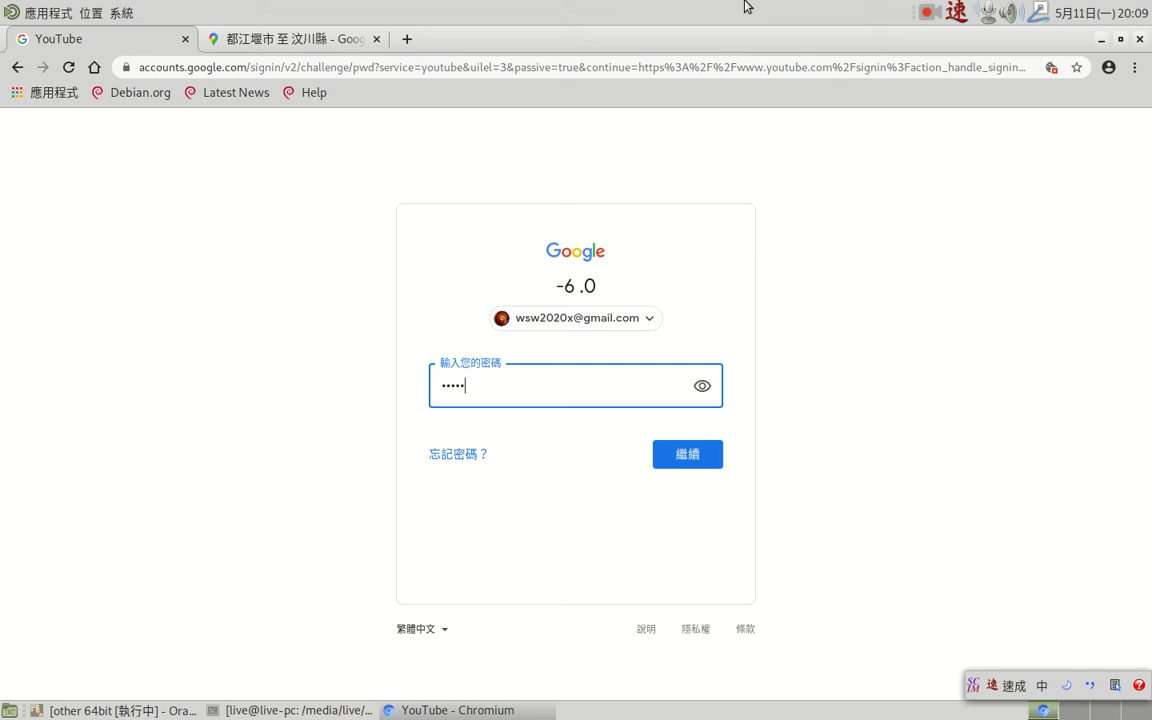 應用程式 位置 系統
速
5月11日(一) 20:09
YouTube
都江堰市 至 汶川縣 - Goog
accounts.google.com/signin/v2/challenge/pwd?service=youtube&uilel=3&passive=true&continue=https%3A%2F%2Fwww.youtube.com%2Fsignin%3Faction_handle_signin...
應用程式
Debian.org
Latest News
Help
Google
-6 .0
wsw2020x@gmail.com
輸入您的密碼
•••••
忘記密碼？
繼續
繁體中文
說明
隱私權
條款
SCIM 速 速成 中
[other 64bit [執行中] - Ora...
[live@live-pc: /media/live/...
YouTube - Chromium